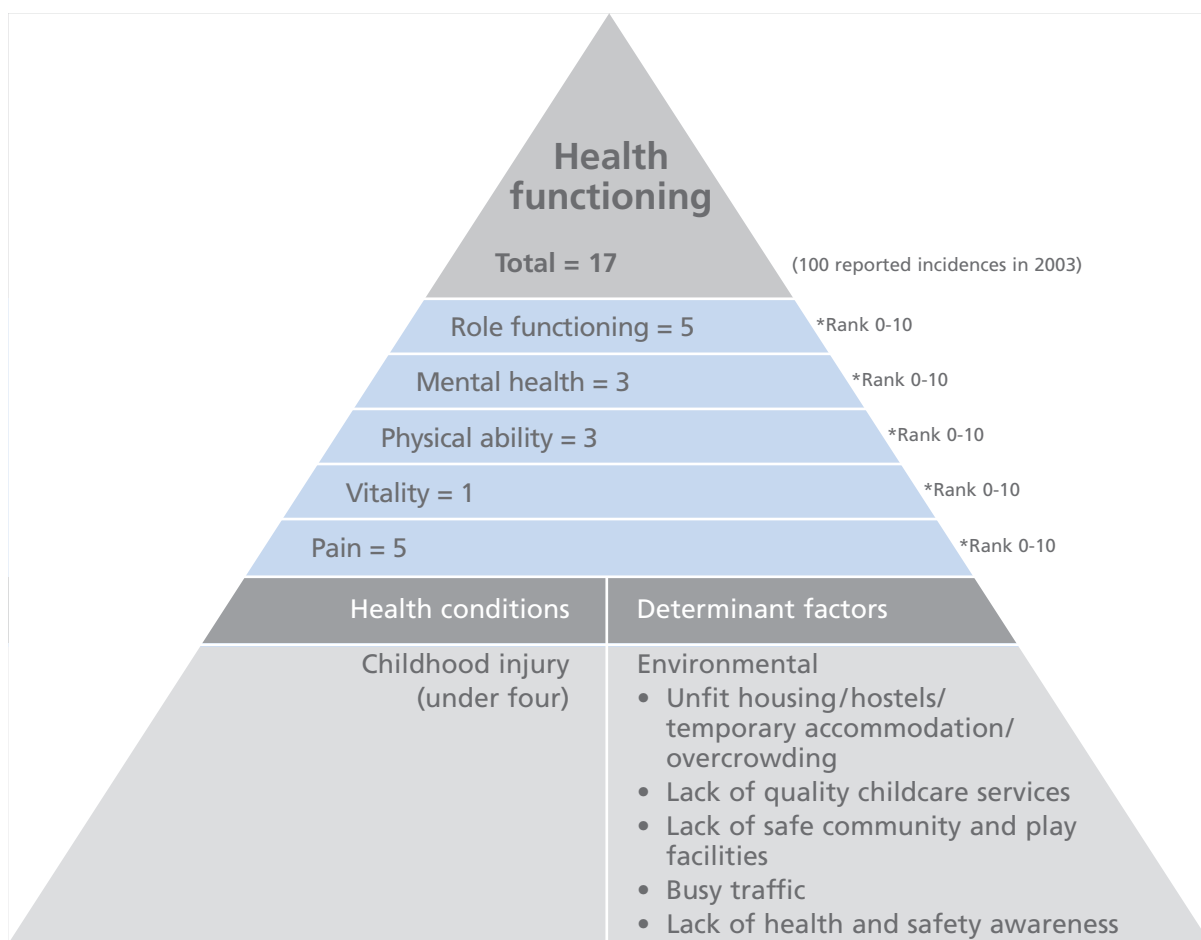 Health
functioning
Total = 17
(100 reported incidences in 2003)
Role functioning = 5
*Rank 0-10
Mental health = 3
*Rank 0-10
Physical ability = 3
*Rank 0-10
Vitality = 1
*Rank 0-10
Pain = 5
*Rank 0-10
Health conditions
Determinant factors
Childhood injury
(under four)
Environmental
• Unfit housing/hostels/
temporary accommodation/
overcrowding
• Lack of quality childcare services
• Lack of safe community and play
facilities
• Busy traffic
• Lack of health and safety awareness